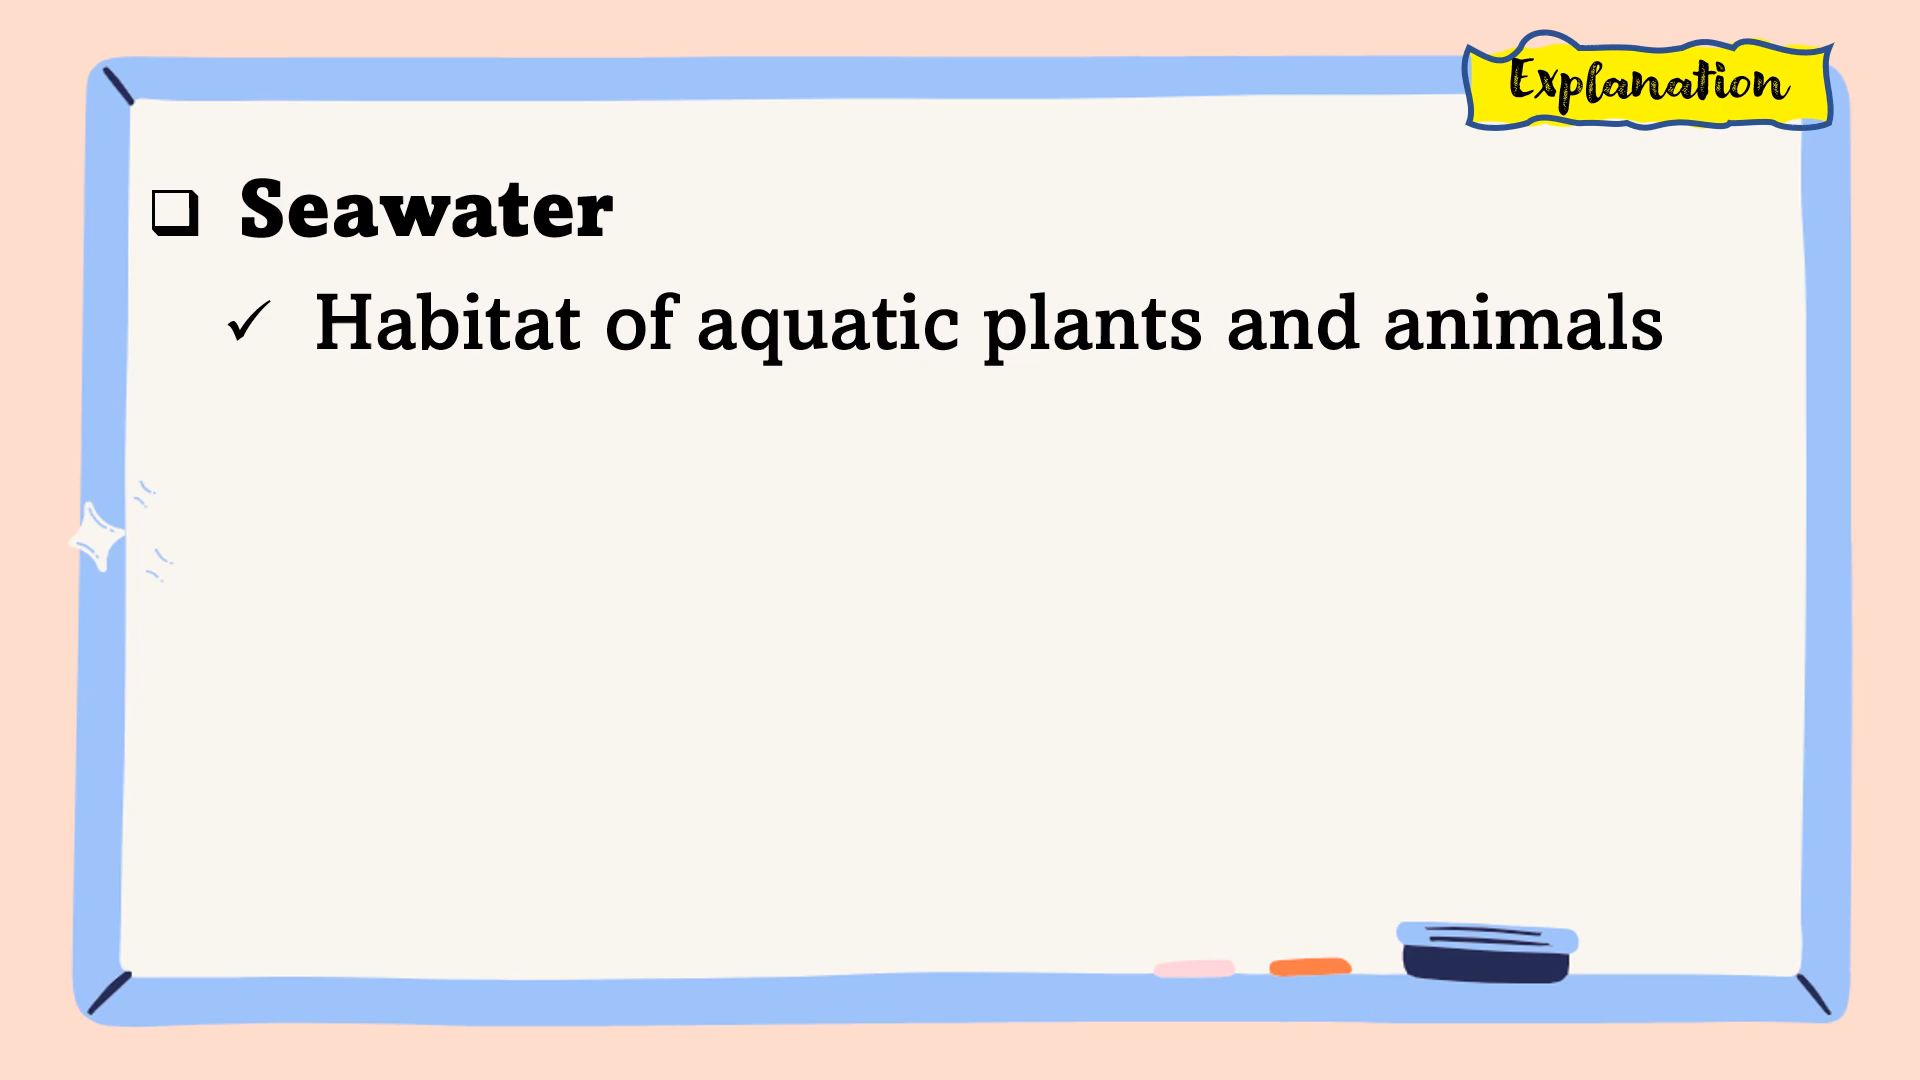 Explanation
❑ Seawater
✓ Habitat of aquatic plants and animals